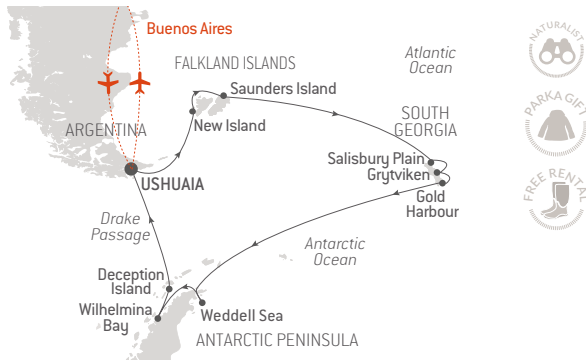 Buenos Aires
FALKLAND ISLANDS
Atlantic
Ocean
Saunders Island
ARGENTINA
New Island
SOUTH
GEORGIA
Salisbury Plain
Grytviken
USHUAIA
Gold
Harbour
Drake
Passage
Antarctic
Ocean
Deception
Island
Wilhelmina
Bay
Weddell Sea
ANTARCTIC PENINSULA
NATURALIST
PARKA GIFT
FREE RENTAL